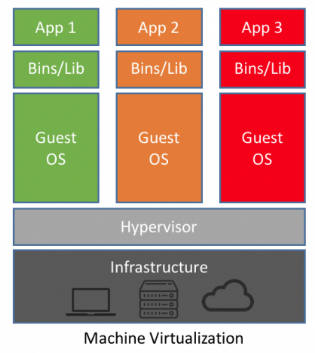 App 1
App 2
App 3
Bins/Lib
Bins/Lib
Bins/Lib
Guest
OS
Guest
OS
Guest
OS
Hypervisor
Infrastructure
Machine Virtualization